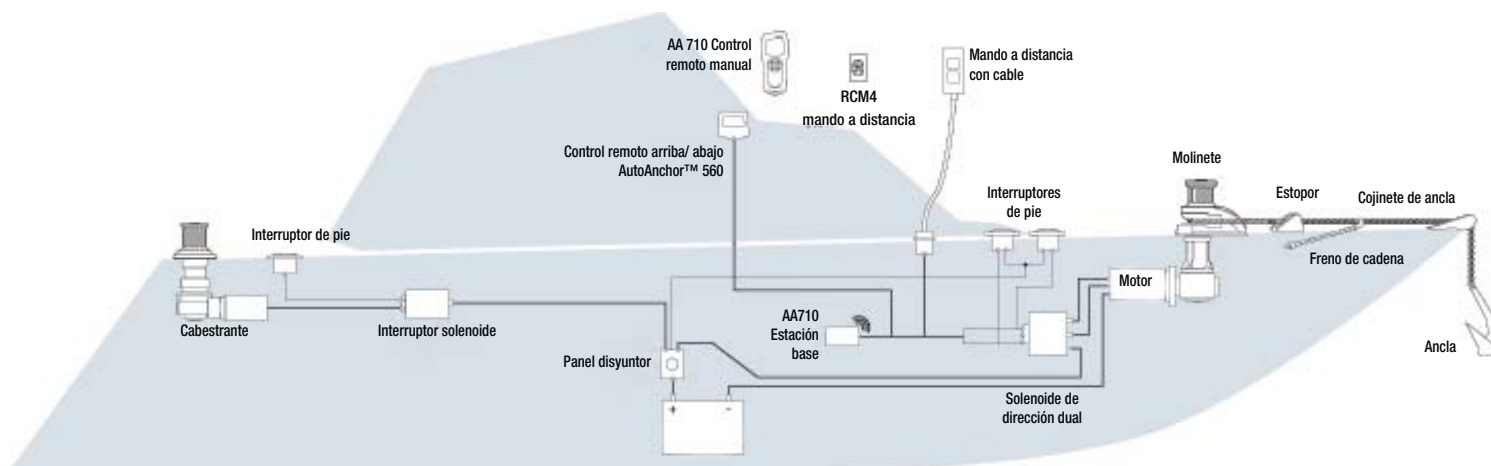 AA 710 Control
remoto manual
RCM4
mando a distancia
Mando a distancia
con cable
Control remoto arriba/ abajo
AutoAnchor™ 560
Molinete
Estopor
Cojinete de ancla
Interruptores
de pie
Interruptor de pie
Freno de cadena
Motor
Cabestrante
Interruptor solenoide
AA710
Estación
base
Panel disyuntor
Ancla
Solenoide de
dirección dual
+ -